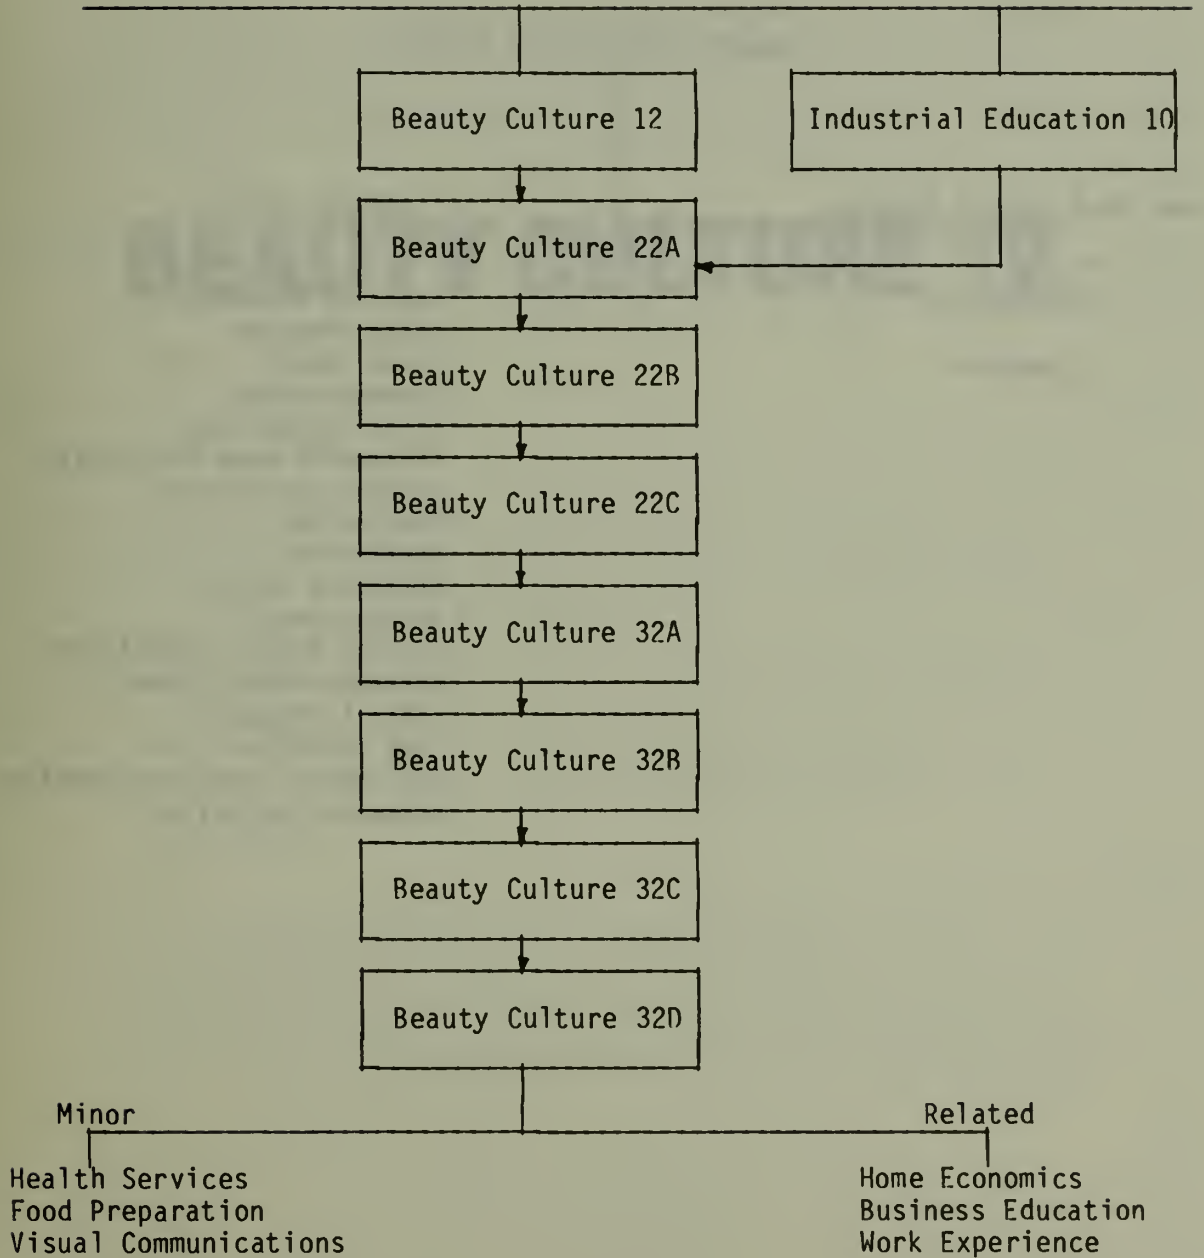 Beauty Culture 12
Industrial Education 10
Beauty Culture 22A
Beauty Culture 22B
Beauty Culture 22C
Beauty Culture 32A
Beauty Culture 32B
Beauty Culture 32C
Beauty Culture 32D
Minor
Related
Health Services
Food Preparation
Visual Communications
Home Economics
Business Education
Work Experience